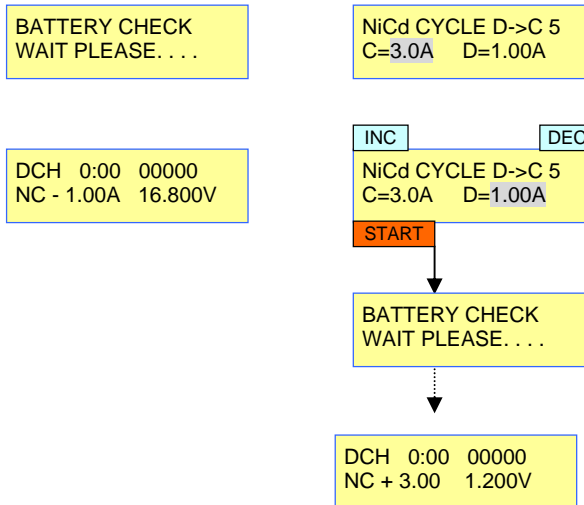 BATTERY CHECK
WAIT PLEASE. . . .
NiCd CYCLE D->C 5
C=3.0A D=1.00A
DCH 0:00 00000
NC - 1.00A 16.800V
INC DEC
NiCd CYCLE D->C 5
C=3.0A D=1.00A
START
BATTERY CHECK
WAIT PLEASE. . . .
DCH 0:00 00000
NC + 3.00 1.200V